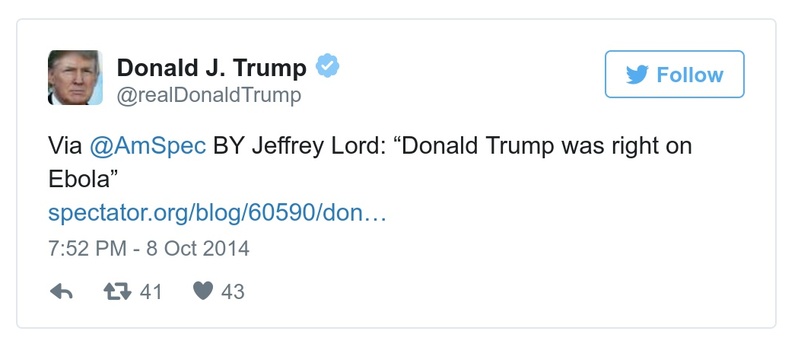 Donald J. Trump
@realDonaldTrump
Follow
Via @AmSpec BY Jeffrey Lord: “Donald Trump was right on
Ebola”
spectator.org/blog/60590/don…
7:52 PM - 8 Oct 2014
41 43